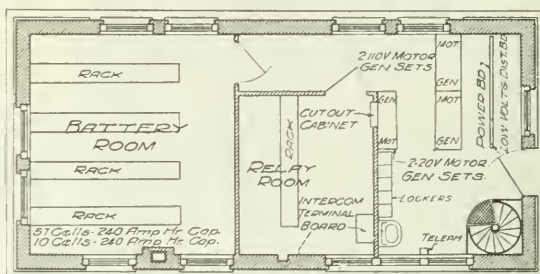 RACK
BATTERY
ROOM
RACK
RACK
57 Cells-240 Amp. Hr. Cap.
10 Cells-240 Amp. Hr. Cap.
2-110V MOTOR
GEN SETS
CUTOUT
CABINET
RACK
RELAY
ROOM
INTERCOM
TERMINAL
BOARD
MOT
GEN
MOT
GEN
GEN
MOT
POWER BD.
LOW VOLTS DIST. BD.
2-20V MOTOR
GEN SETS
LOCKERS
TELEPH